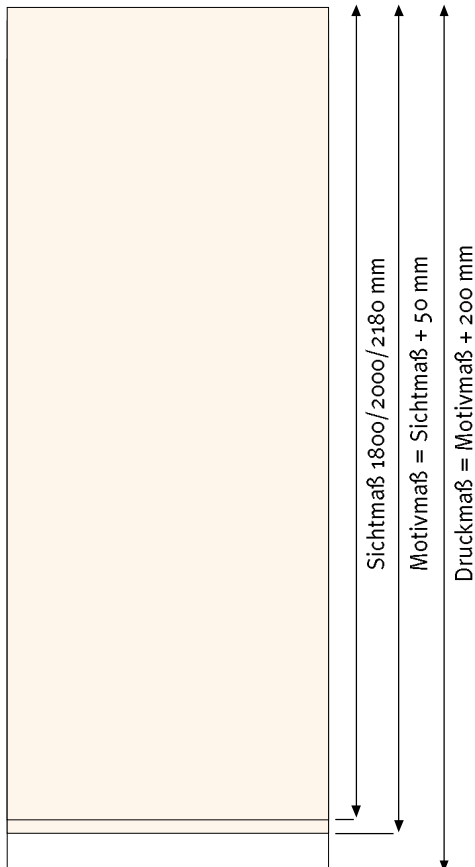 Sichtmaß 1800/2000/2180 mm
Motivmaß = Sichtmaß + 50 mm
Druckmaß = Motivmaß + 200 mm